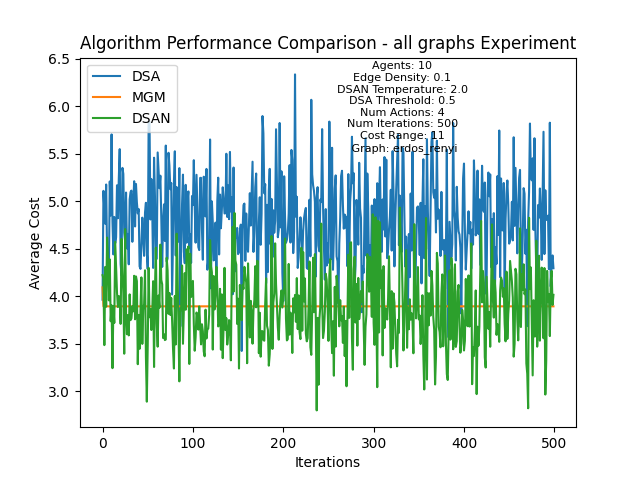 Algorithm Performance Comparison - all graphs Experiment
Agents: 10
Edge Density: 0.1
DSAN Temperature: 2.0
DSA Threshold: 0.5
Num Actions: 4
Num Iterations: 500
Cost Range: 11
Graph: erdos_renyi
DSA
MGM
DSAN
Average Cost
6.5
6.0
5.5
5.0
4.5
4.0
3.5
3.0
0 100 200 300 400 500
Iterations